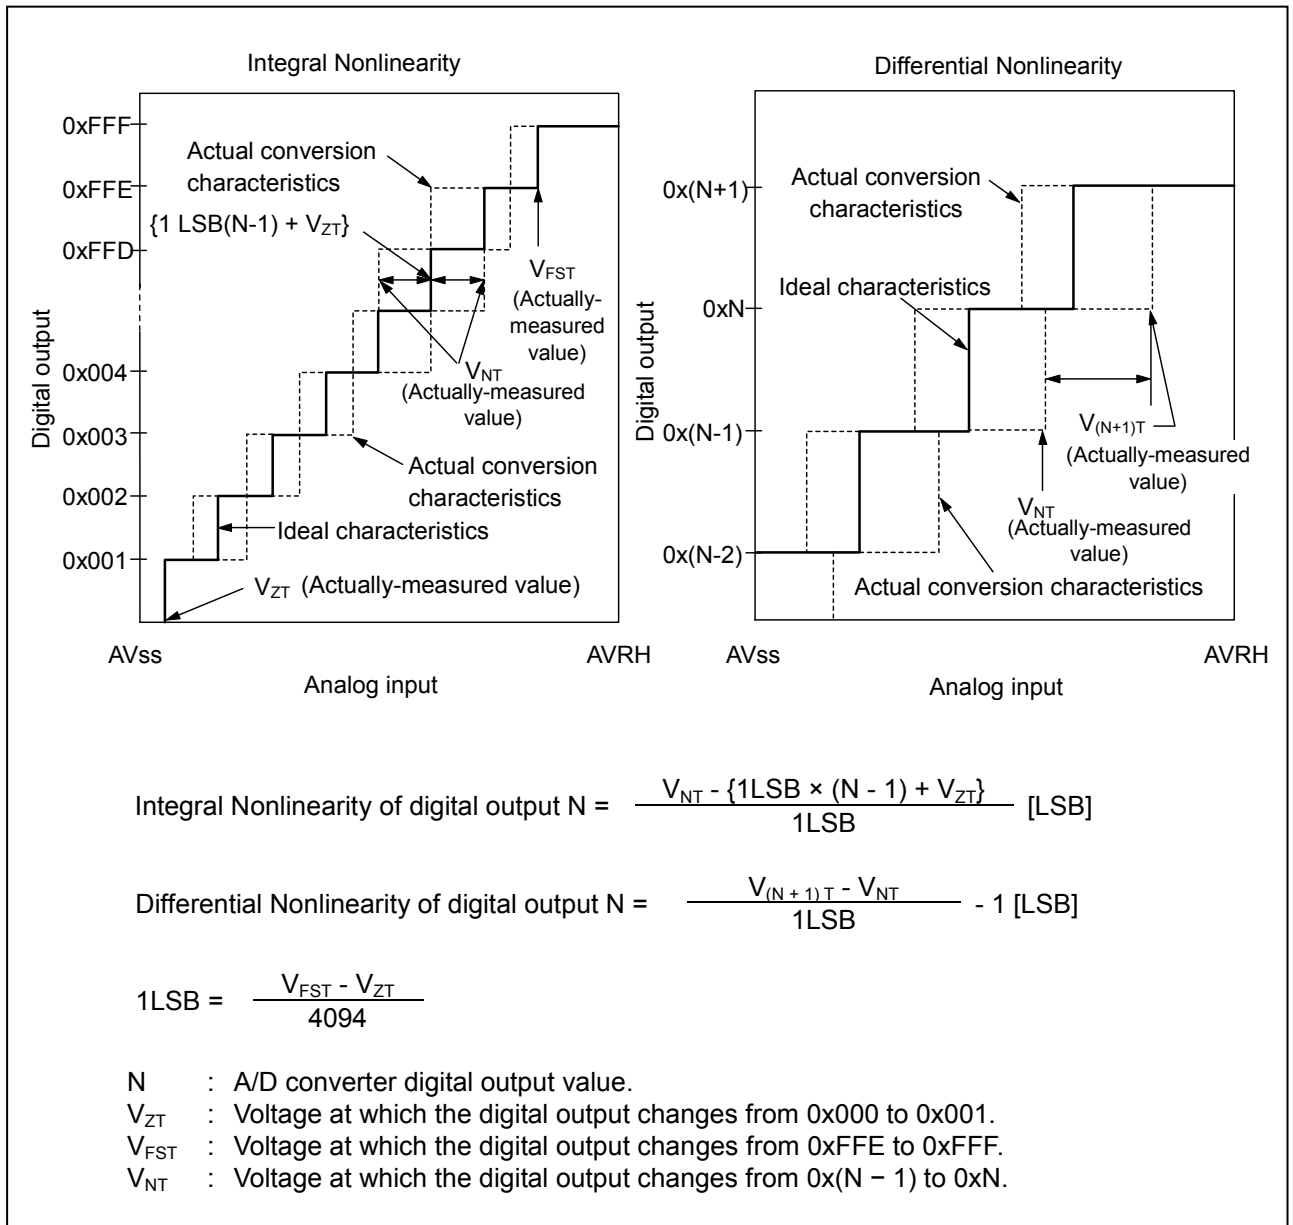 Integral Nonlinearity
0xFFF
0xFFE
0xFFD
0x004
0x003
0x002
0x001
Digital output
Actual conversion
characteristics
{1 LSB(N-1) + VZT}
VFST
(Actually-
measured
value)
VNT
(Actually-measured
value)
Actual conversion
characteristics
Ideal characteristics
VZT (Actually-measured value)
AVss
AVRH
Analog input
Differential Nonlinearity
0x(N+1)
0xN
0x(N-1)
0x(N-2)
Digital output
Actual conversion
characteristics
Ideal characteristics
V(N+1)T
(Actually-measured
value)
VNT
(Actually-measured
value)
Actual conversion characteristics
AVss
AVRH
Analog input
Integral Nonlinearity of digital output N =
VNT - {1LSB × (N - 1) + VZT}
1LSB
[LSB]
Differential Nonlinearity of digital output N =
V(N + 1) T - VNT
1LSB
- 1 [LSB]
1LSB =
VFST - VZT
4094
N : A/D converter digital output value.
VZT : Voltage at which the digital output changes from 0x000 to 0x001.
VFST : Voltage at which the digital output changes from 0xFFE to 0xFFF.
VNT : Voltage at which the digital output changes from 0x(N − 1) to 0xN.